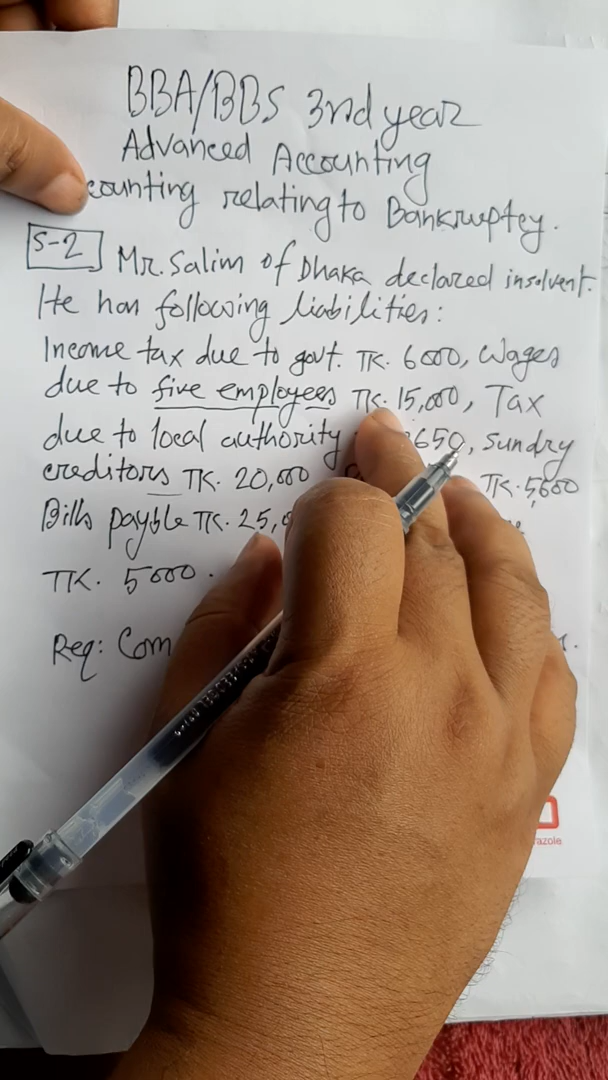 BBA/BBS 3rd year
Advanced Accounting
counting relating to Bankruptcy.
S-2 Mr. Salim of Dhaka declared insolvent.
He has following liabilities:
Income tax due to govt. TK. 6000, Wages
due to five employees TK. 15,000, Tax
due to local authority 650, Sundry
creditors TK. 20,000 TK. 5,600
Bills payble TK. 25,0
TK. 5000.
Req: Com